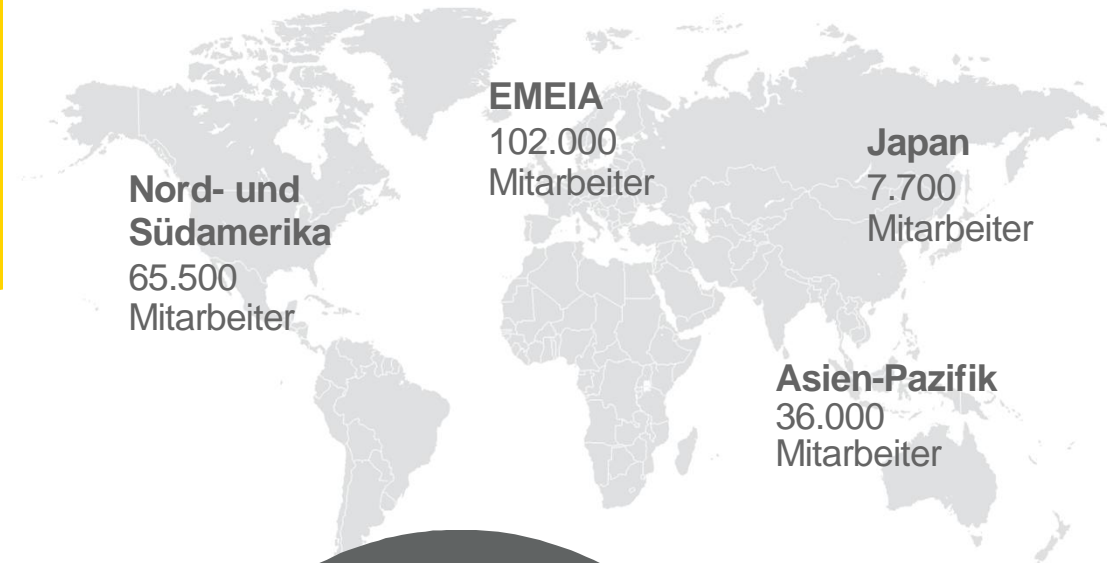 EMEIA
102.000
Mitarbeiter
Japan
7.700
Mitarbeiter
Nord- und
Südamerika
65.500
Mitarbeiter
Asien-Pazifik
36.000
Mitarbeiter